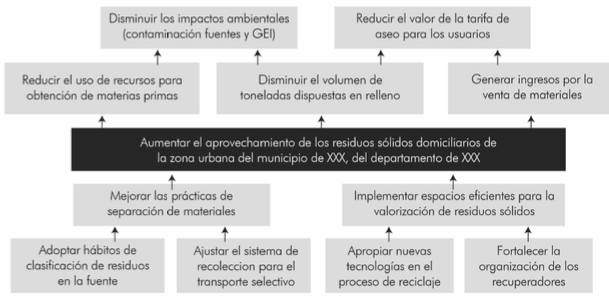 Disminuir los impactos ambientales
(contaminación fuentes y GEI)
Reducir el valor de la tarifa de
aseo para los usuarios
Reducir el uso de recursos para
obtención de materias primas
Disminuir el volumen de
toneladas dispuestas en relleno
Generar ingresos por la
venta de materiales
Aumentar el aprovechamiento de los residuos sólidos domiciliarios de
la zona urbana del municipio de XXX, del departamento de XXX
Mejorar las prácticas de
separación de materiales
Implementar espacios eficientes para la
valorización de residuos sólidos
Adoptar hábitos de
clasificación de residuos
en la fuente
Ajustar el sistema de
recoleccion para el
transporte selectivo
Apropiar nuevas
tecnologías en el
proceso de reciclaje
Fortalecer la
organización de los
recuperadores